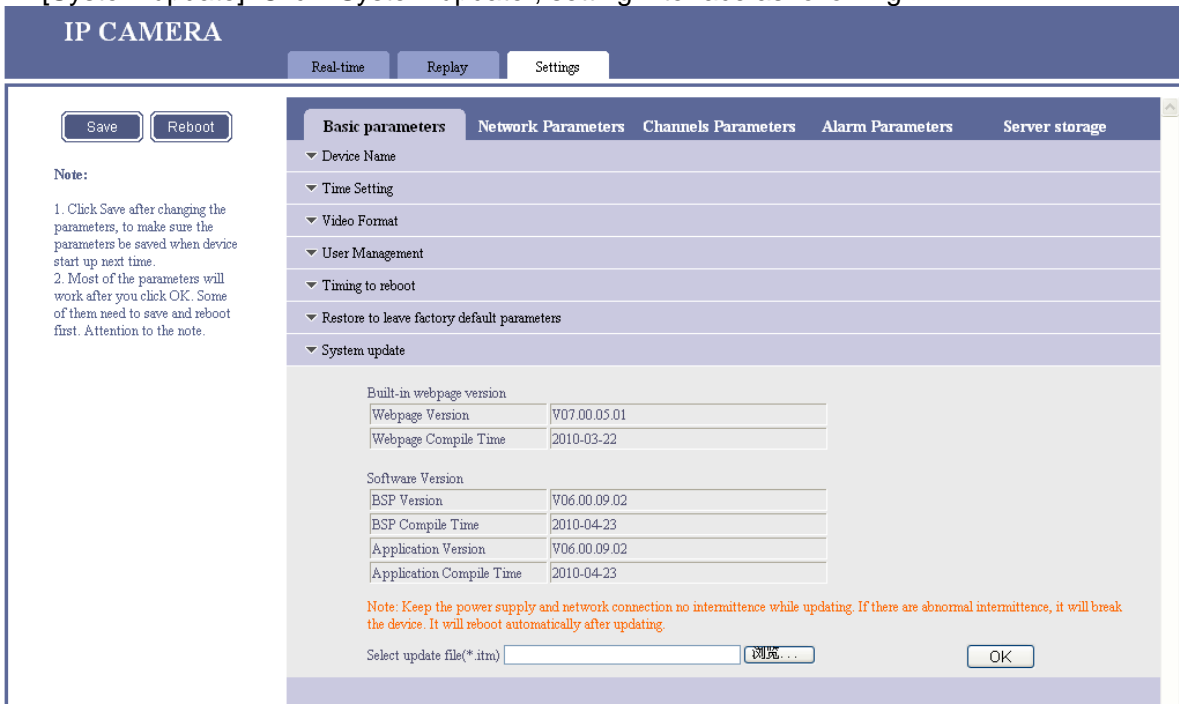 IP CAMERA
Real-time Replay Settings
Save Reboot
Note:
1. Click Save after changing the
parameters, to make sure the
parameters be saved when device
start up next time.
2. Most of the parameters will
work after you click OK. Some
of them need to save and reboot
first. Attention to the note.
Basic parameters Network Parameters Channels Parameters Alarm Parameters Server storage
Device Name
Time Setting
Video Format
User Management
Timing to reboot
Restore to leave factory default parameters
System update
Built-in webpage version
Webpage Version V07.00.05.01
Webpage Compile Time 2010-03-22
Software Version
BSP Version V06.00.09.02
BSP Compile Time 2010-04-23
Application Version V06.00.09.02
Application Compile Time 2010-04-23
Note: Keep the power supply and network connection no intermittence while updating. If there are abnormal intermittence, it will break
the device. It will reboot automatically after updating.
Select update file(*.itm) 浏览... OK